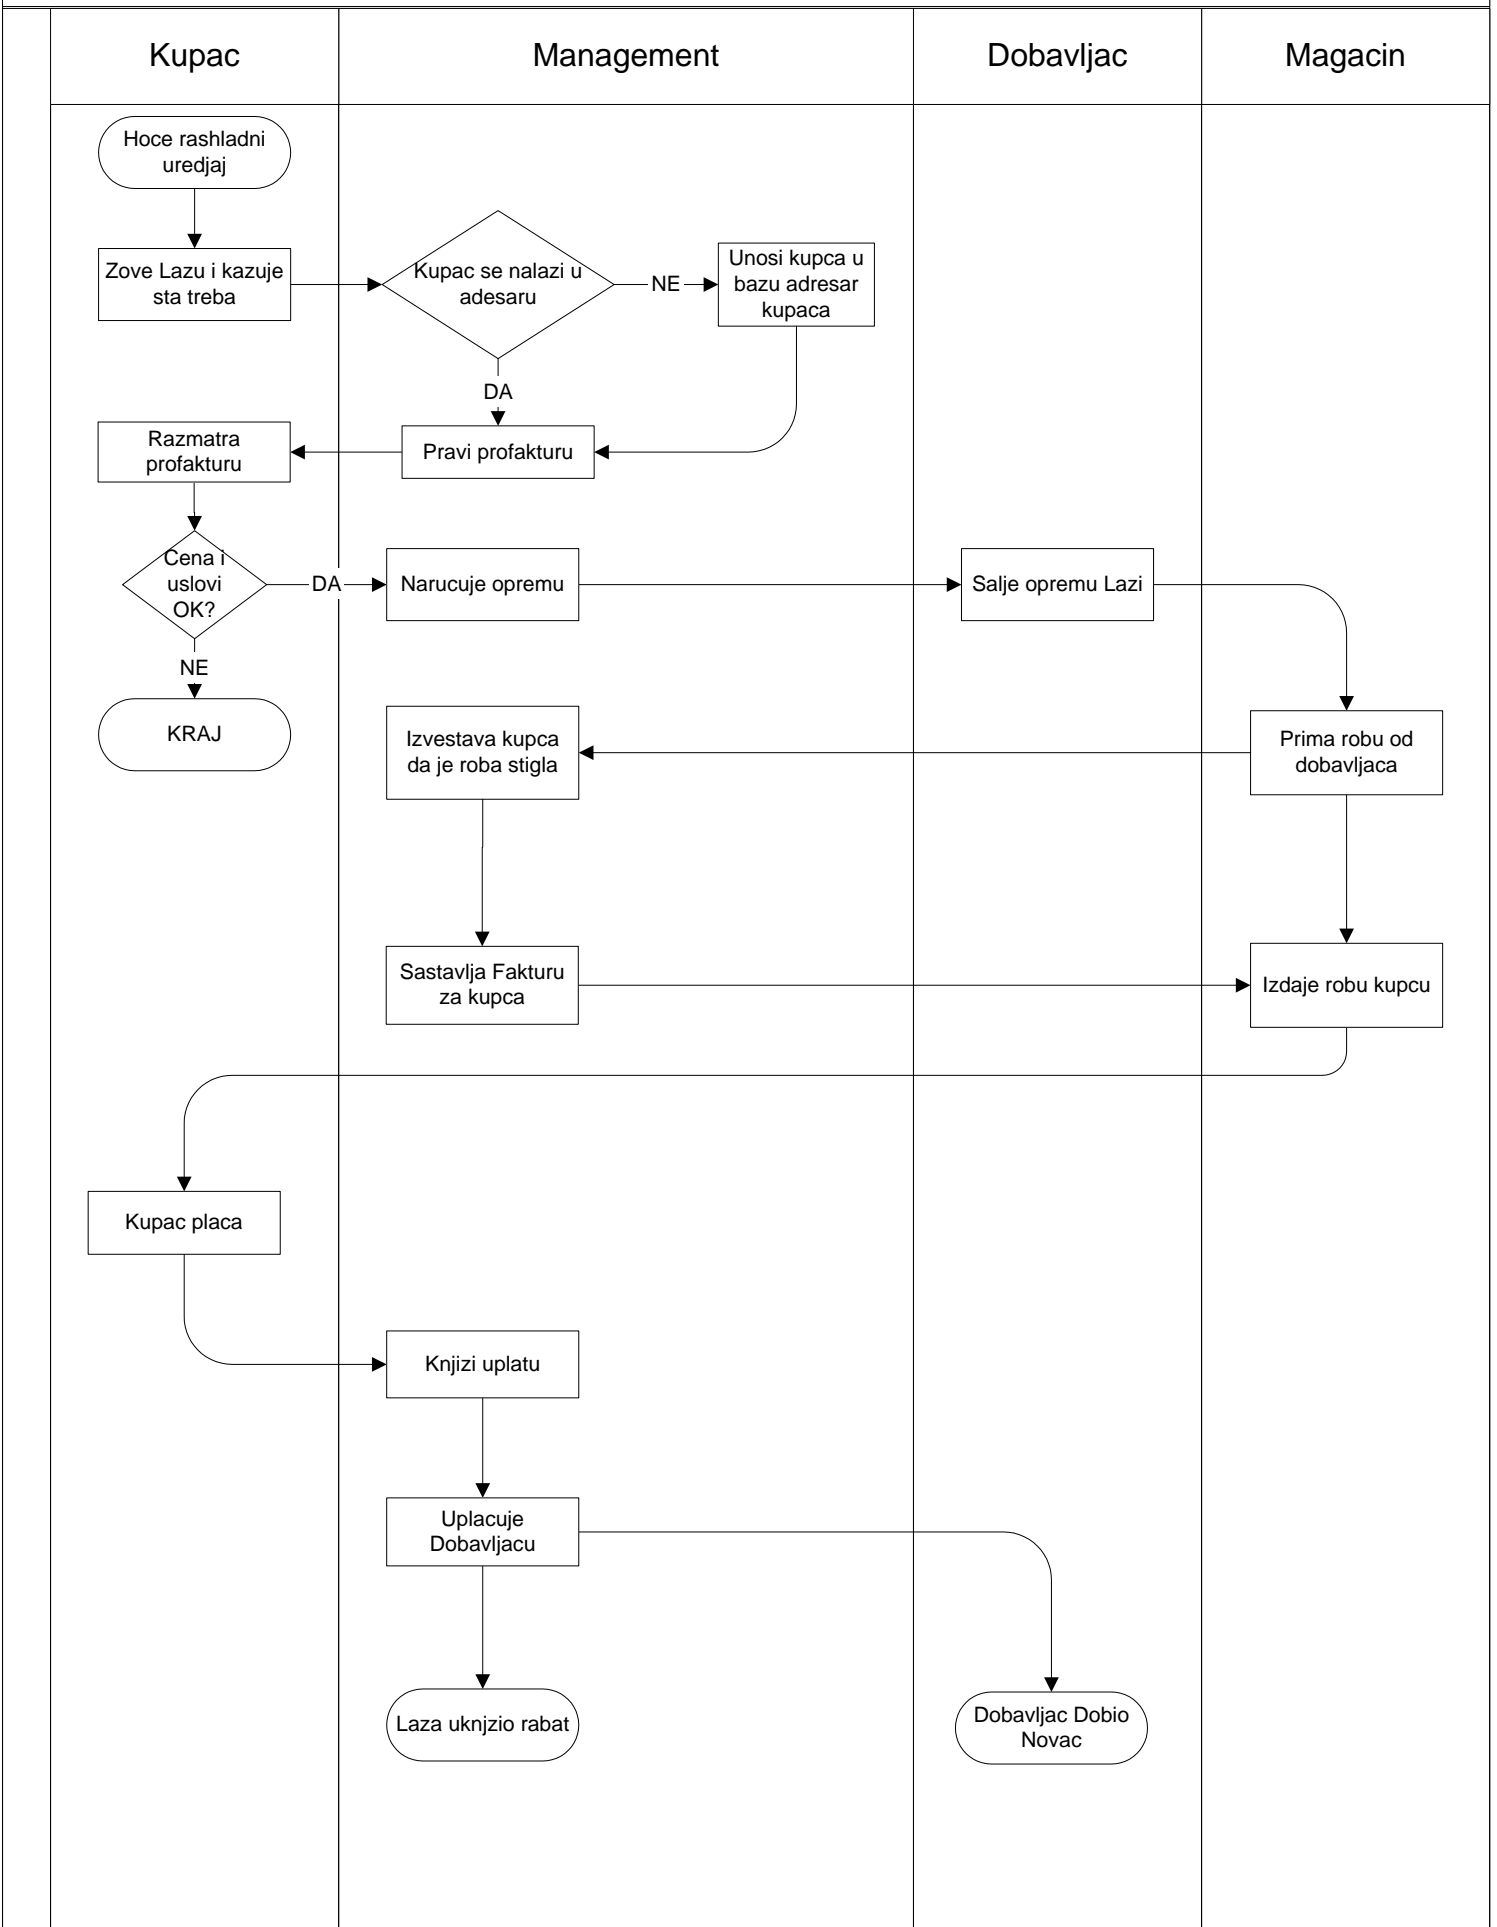 Kupac
Management
Dobavljac
Magacin
Hoce rashladni
uredjaj
Zove Lazu i kazuje
sta treba
Kupac se nalazi u
adesaru
NE
Unosi kupca u
bazu adresar
kupaca
DA
Razmatra
profakturu
Pravi profakturu
Cena i
uslovi
OK?
DA
Narucuje opremu
Salje opremu Lazi
NE
KRAJ
Izvestava kupca
da je roba stigla
Prima robu od
dobavljaca
Sastavlja Fakturu
za kupca
Izdaje robu kupcu
Kupac placa
Knjizi uplatu
Uplacuje
Dobavljacu
Laza uknjzio rabat
Dobavljac Dobio
Novac